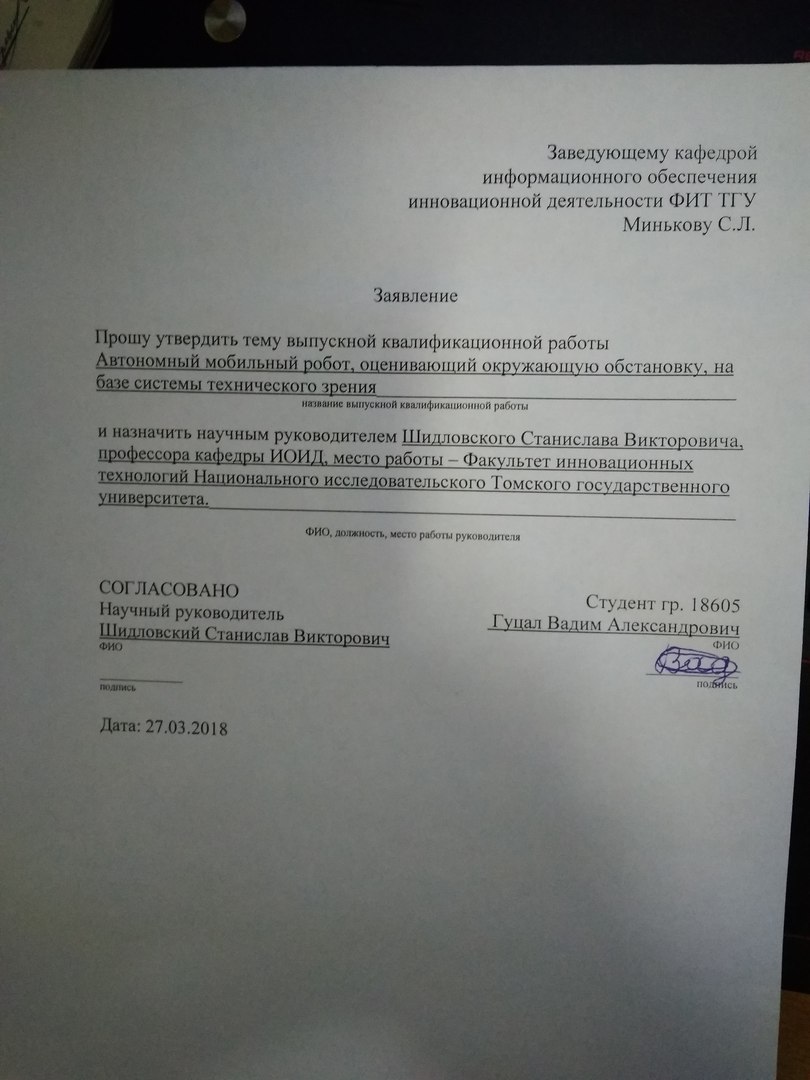 Заведующему кафедрой
информационного обеспечения
инновационной деятельности ФИТ ТГУ
Минькову С.Л.
Заявление
Прошу утвердить тему выпускной квалификационной работы
Автономный мобильный робот, оценивающий окружающую обстановку, на
базе системы технического зрения
название выпускной квалификационной работы
и назначить научным руководителем Шидловского Станислава Викторовича,
профессора кафедры ИОИД, место работы – Факультет инновационных
технологий Национального исследовательского Томского государственного
университета.
ФИО, должность, место работы руководителя
СОГЛАСОВАНО
Научный руководитель
Шидловский Станислав Викторович
ФИО
подпись
Студент гр. 18605
Гуцал Вадим Александрович
ФИО
подпись
Дата: 27.03.2018